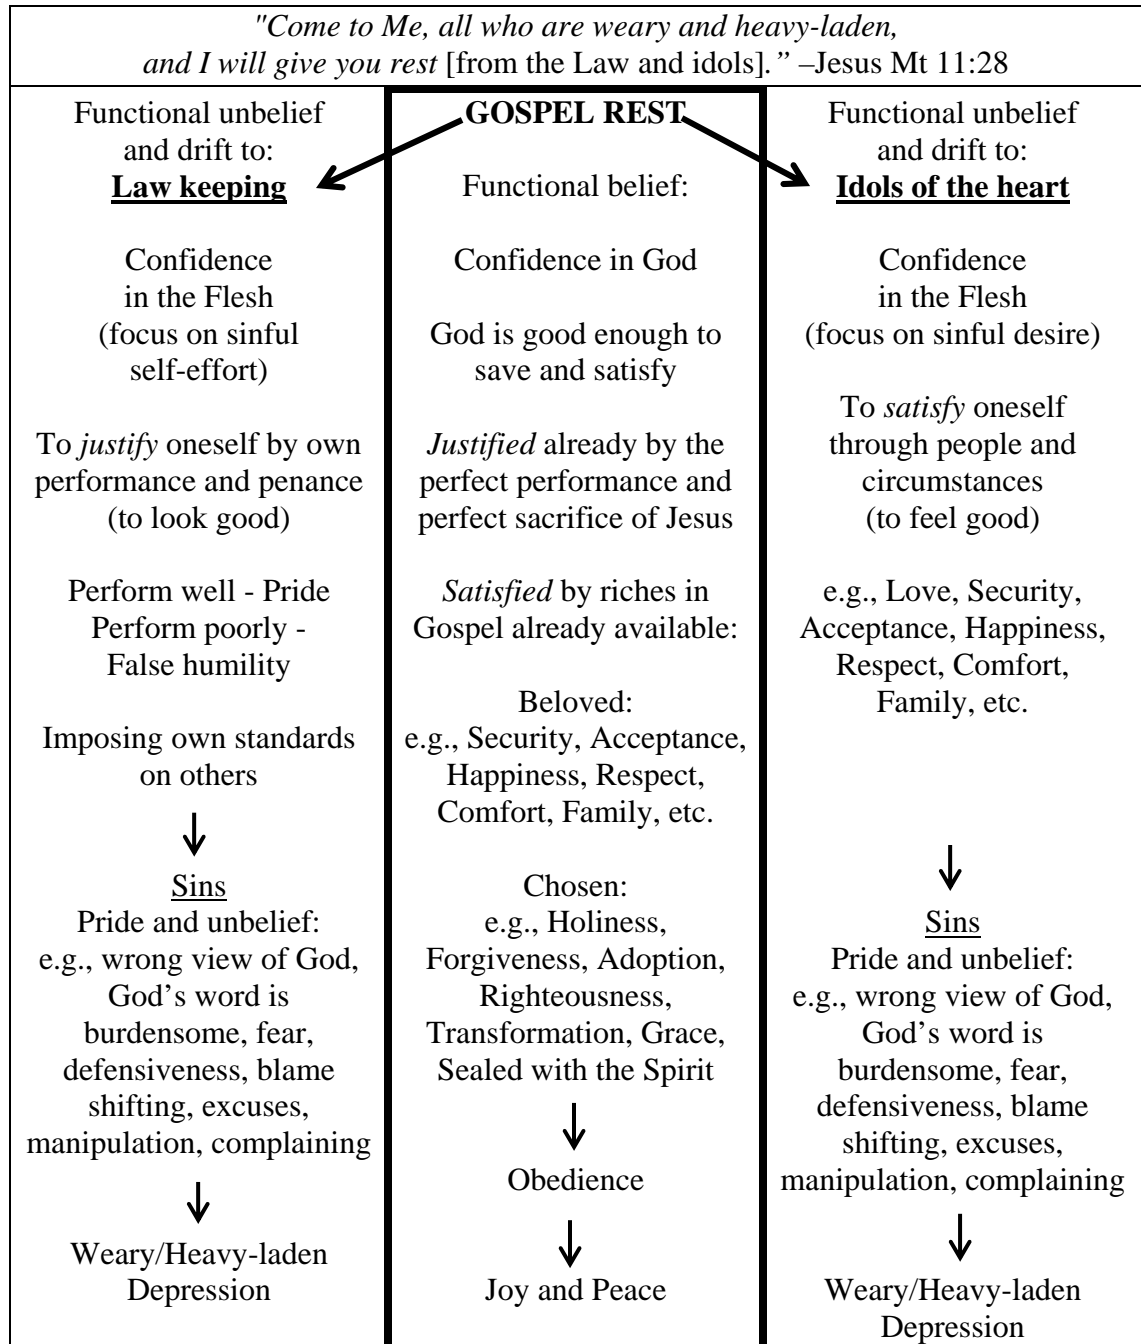 "Come to Me, all who are weary and heavy-laden,
and I will give you rest [from the Law and idols]." –Jesus Mt 11:28
Functional unbelief
and drift to:
Law keeping
Confidence
in the Flesh
(focus on sinful
self-effort)
To justify oneself by own
performance and penance
(to look good)
Perform well - Pride
Perform poorly -
False humility
Imposing own standards
on others
Sins
Pride and unbelief:
e.g., wrong view of God,
God’s word is
burdensome, fear,
defensiveness, blame
shifting, excuses,
manipulation, complaining
Weary/Heavy-laden
Depression
GOSPEL REST
Functional belief:
Confidence in God
God is good enough to
save and satisfy
Justified already by the
perfect performance and
perfect sacrifice of Jesus
Satisfied by riches in
Gospel already available:
Beloved:
e.g., Security, Acceptance,
Happiness, Respect,
Comfort, Family, etc.
Chosen:
e.g., Holiness,
Forgiveness, Adoption,
Righteousness,
Transformation, Grace,
Sealed with the Spirit
Obedience
Joy and Peace
Functional unbelief
and drift to:
Idols of the heart
Confidence
in the Flesh
(focus on sinful desire)
To satisfy oneself
through people and
circumstances
(to feel good)
e.g., Love, Security,
Acceptance, Happiness,
Respect, Comfort,
Family, etc.
Sins
Pride and unbelief:
e.g., wrong view of God,
God’s word is
burdensome, fear,
defensiveness, blame
shifting, excuses,
manipulation, complaining
Weary/Heavy-laden
Depression